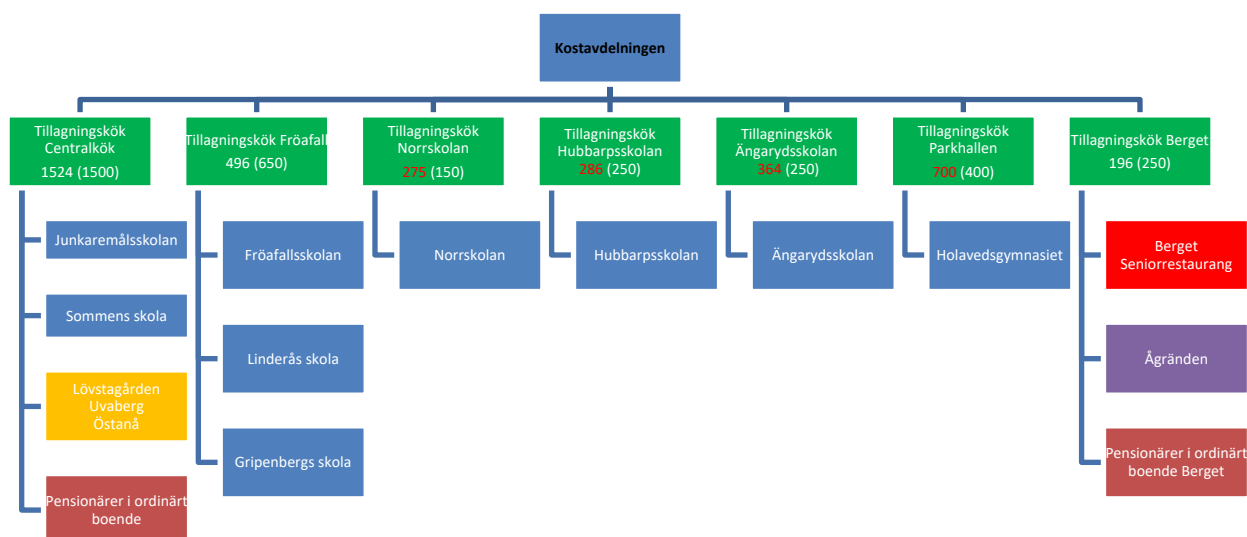 Kostavdelningen
Tillagningskök
Centralkök
1524 (1500)
Tillagningskök Fröafall
496 (650)
Tillagningskök
Norrskolan
275 (150)
Tillagningskök
Hubbarpsskolan
286 (250)
Tillagningskök
Ängarydsskolan
364 (250)
Tillagningskök
Parkhallen
700 (400)
Tillagningskök Berget
196 (250)
Junkaremålsskolan
Sommens skola
Lövstagården
Uvaberg
Östanå
Pensionärer i ordinärt
boende
Fröafallsskolan
Linderås skola
Gripenbergs skola
Norrskolan
Hubbarpsskolan
Ängarydsskolan
Holavedsgymnasiet
Berget
Seniorrestaurang
Ågränden
Pensionärer i ordinärt
boende Berget